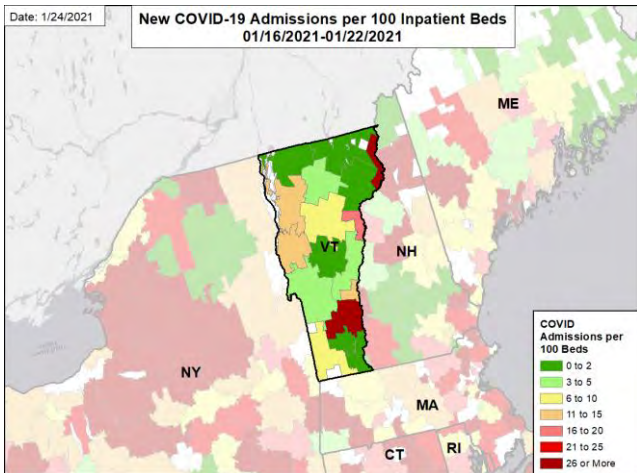 Date: 1/24/2021
New COVID-19 Admissions per 100 Inpatient Beds
01/16/2021-01/22/2021
ME
VT
NH
NY
MA
CT
RI
COVID
Admissions per
100 Beds
0 to 2
3 to 5
6 to 10
11 to 15
16 to 20
21 to 25
26 or More